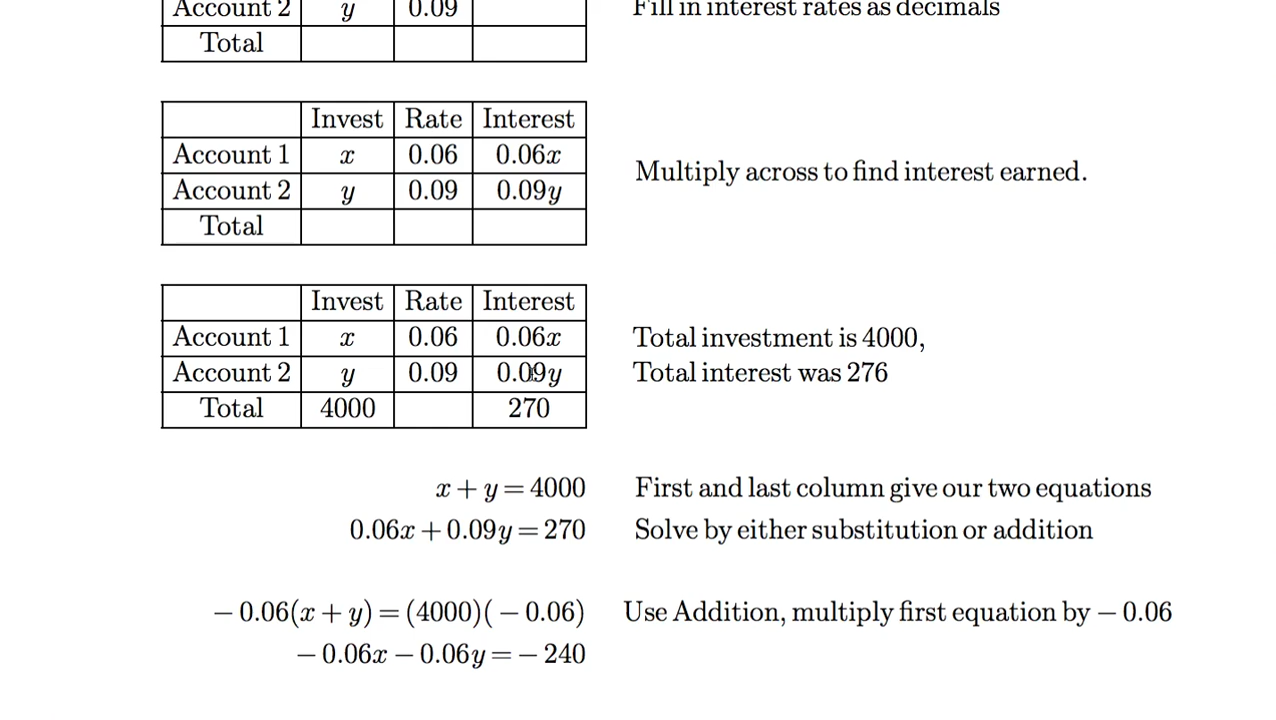 Account 2 y 0.09 Fill in interest rates as decimals
Total
Invest Rate Interest
Account 1 x 0.06 0.06x
Multiply across to find interest earned.
Account 2 y 0.09 0.09y
Total
Invest Rate Interest
Account 1 x 0.06 0.06x Total investment is 4000,
Account 2 y 0.09 0.09y Total interest was 276
Total 4000 270
x + y = 4000 First and last column give our two equations
0.06x + 0.09y = 270 Solve by either substitution or addition
− 0.06(x + y) = (4000)( − 0.06) Use Addition, multiply first equation by − 0.06
− 0.06x − 0.06y = − 240